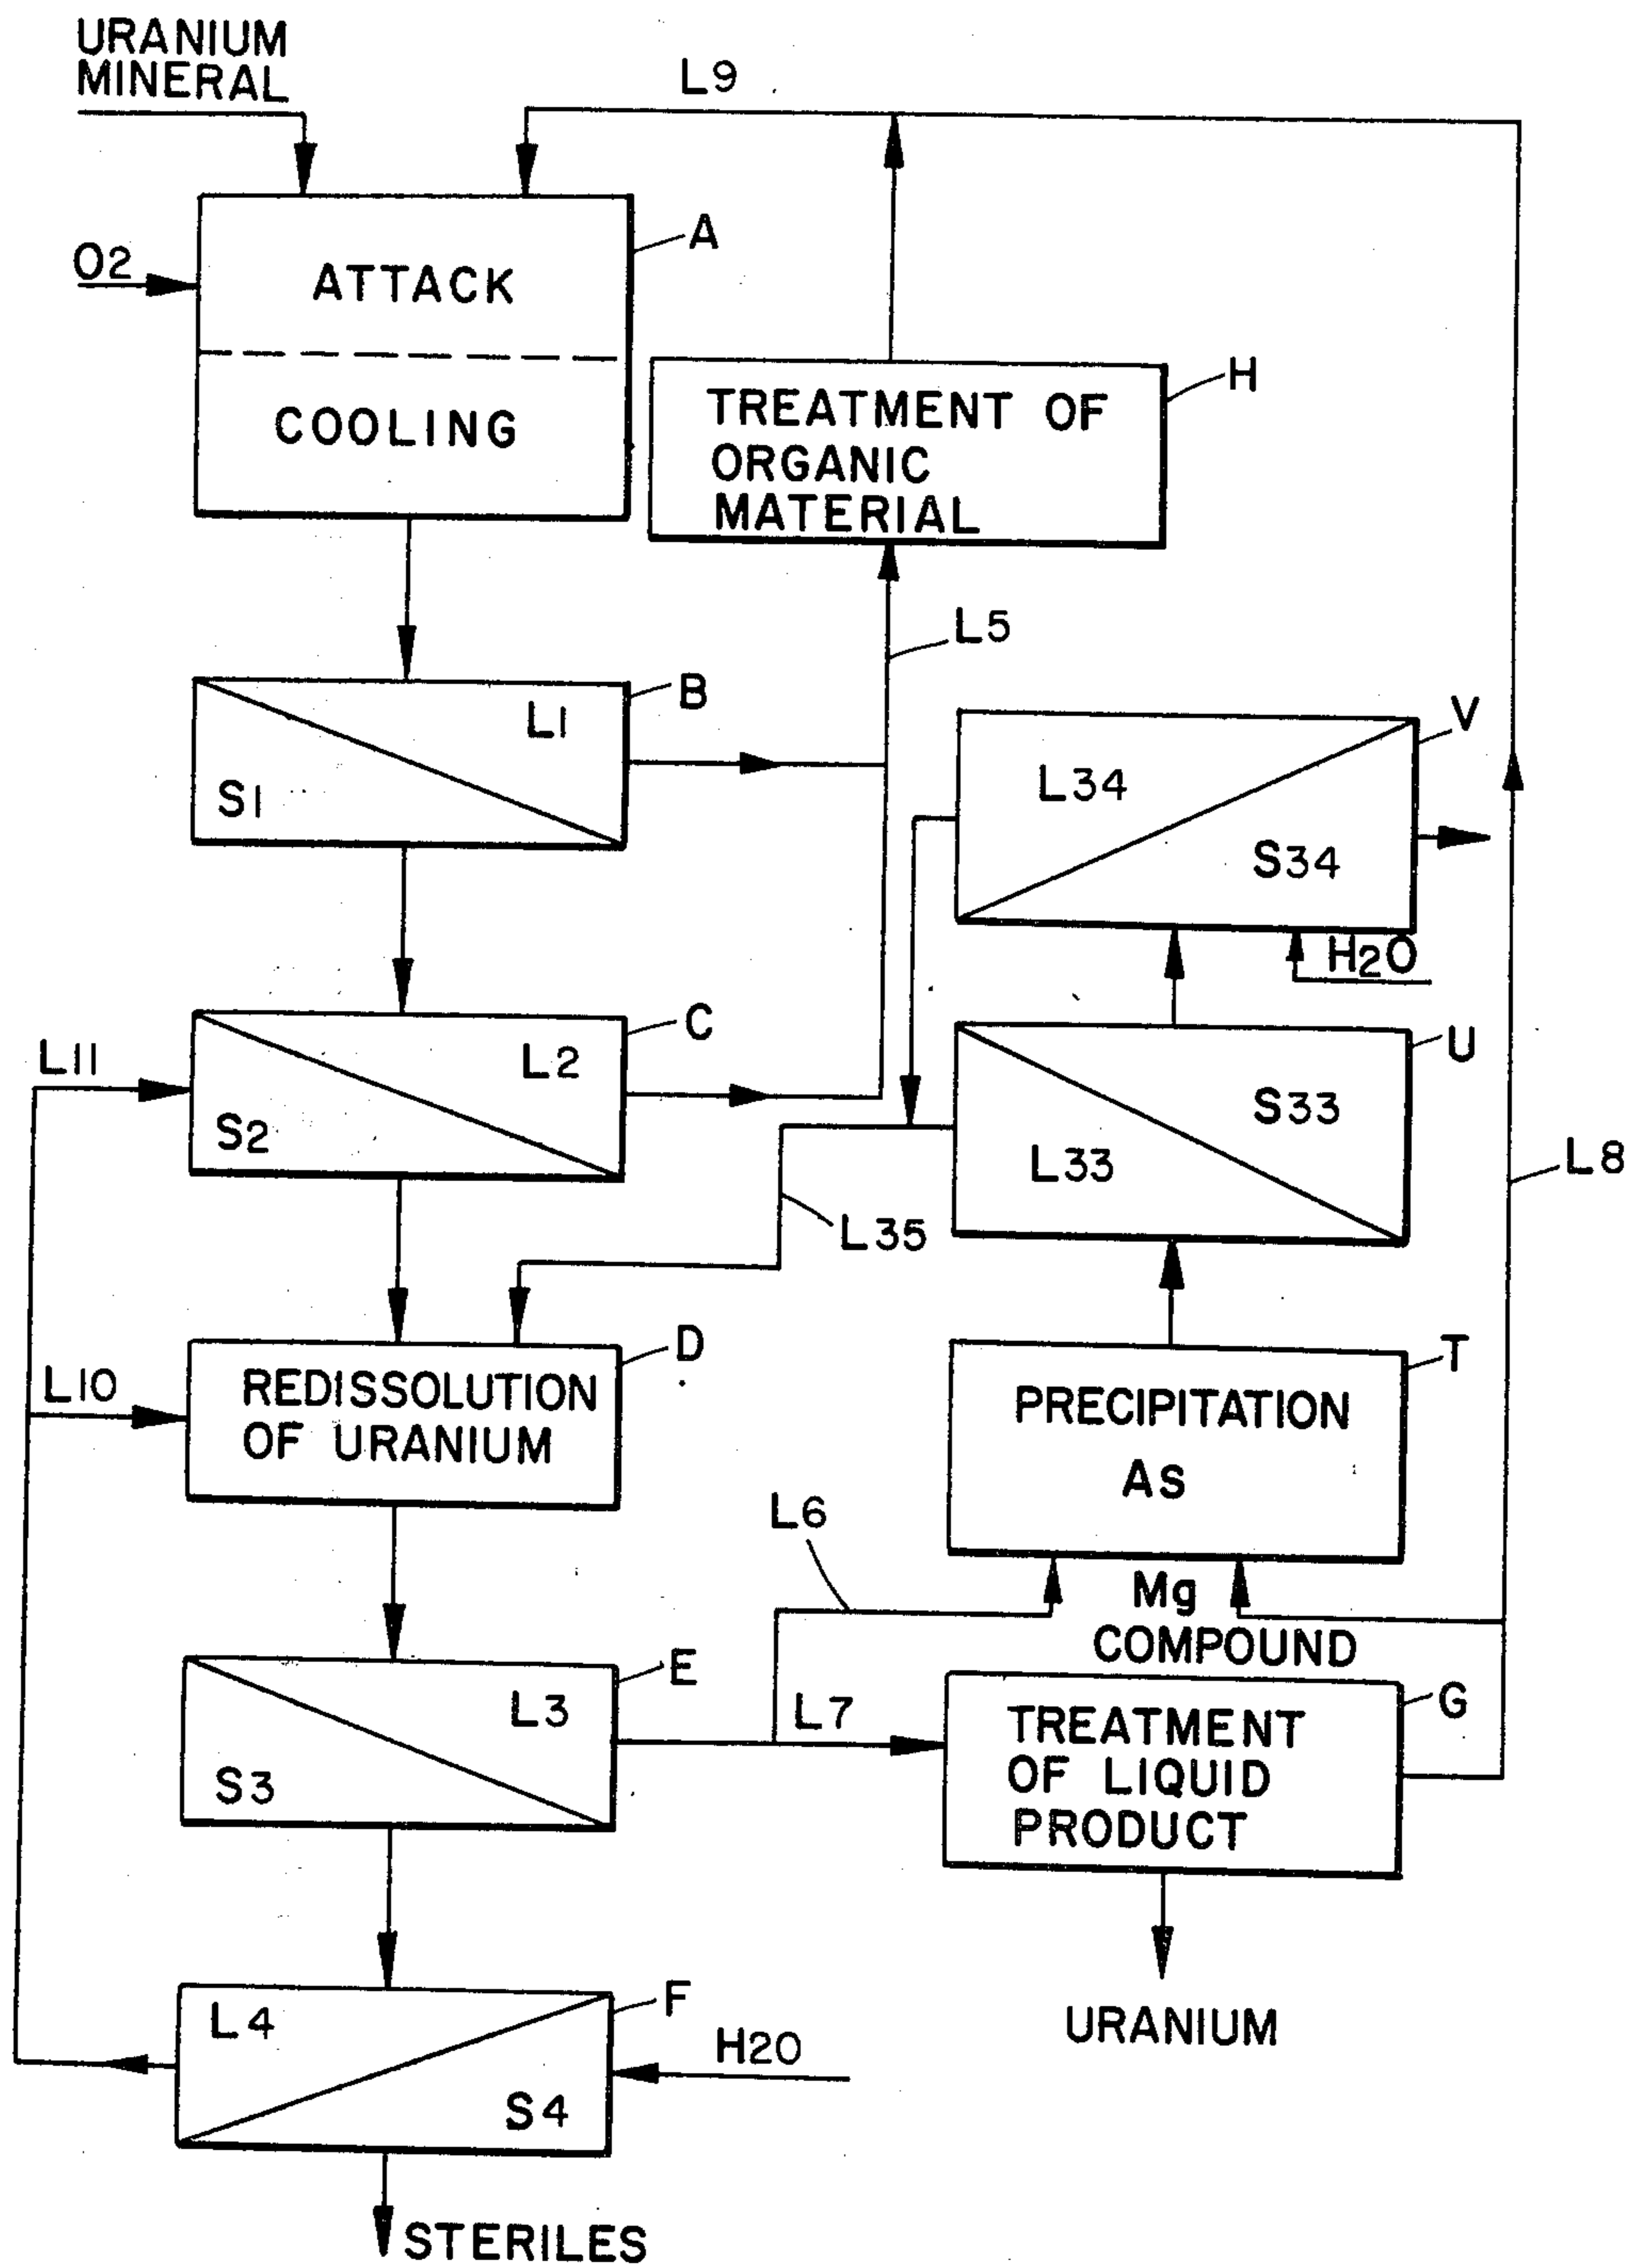 URANIUM
MINERAL
L9
A
O2
ATTACK
COOLING
H
TREATMENT OF
ORGANIC
MATERIAL
L5
B
L1
S1
V
L34
S34
H2O
C
L2
S2
L11
U
S33
L33
L8
L35
D
REDISSOLUTION
OF URANIUM
L10
T
PRECIPITATION
As
L6
Mg
COMPOUND
E
L3
S3
L7
G
TREATMENT
OF LIQUID
PRODUCT
F
L4
S4
H2O
URANIUM
STERILES